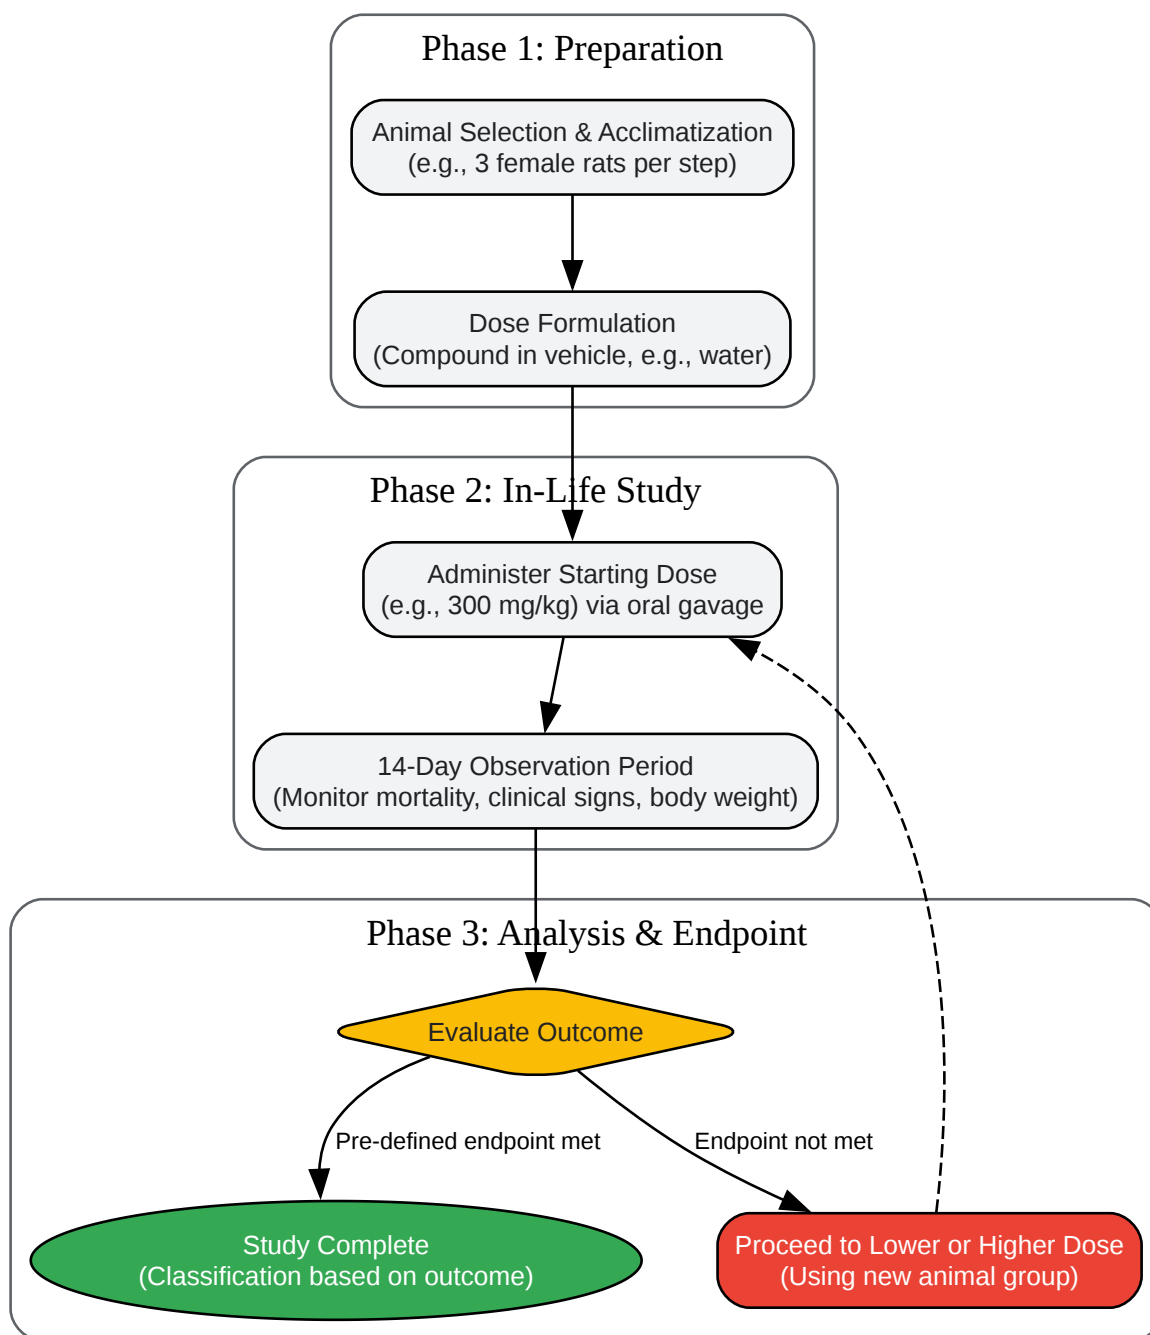 Phase 1: Preparation
Animal Selection & Acclimatization
(e.g., 3 female rats per step)
Dose Formulation
(Compound in vehicle, e.g., water)
Phase 2: In-Life Study
Administer Starting Dose
(e.g., 300 mg/kg) via oral gavage
14-Day Observation Period
(Monitor mortality, clinical signs, body weight)
Phase 3: Analysis & Endpoint
Evaluate Outcome
Pre-defined endpoint met
Endpoint not met
Study Complete
(Classification based on outcome)
Proceed to Lower or Higher Dose
(Using new animal group)